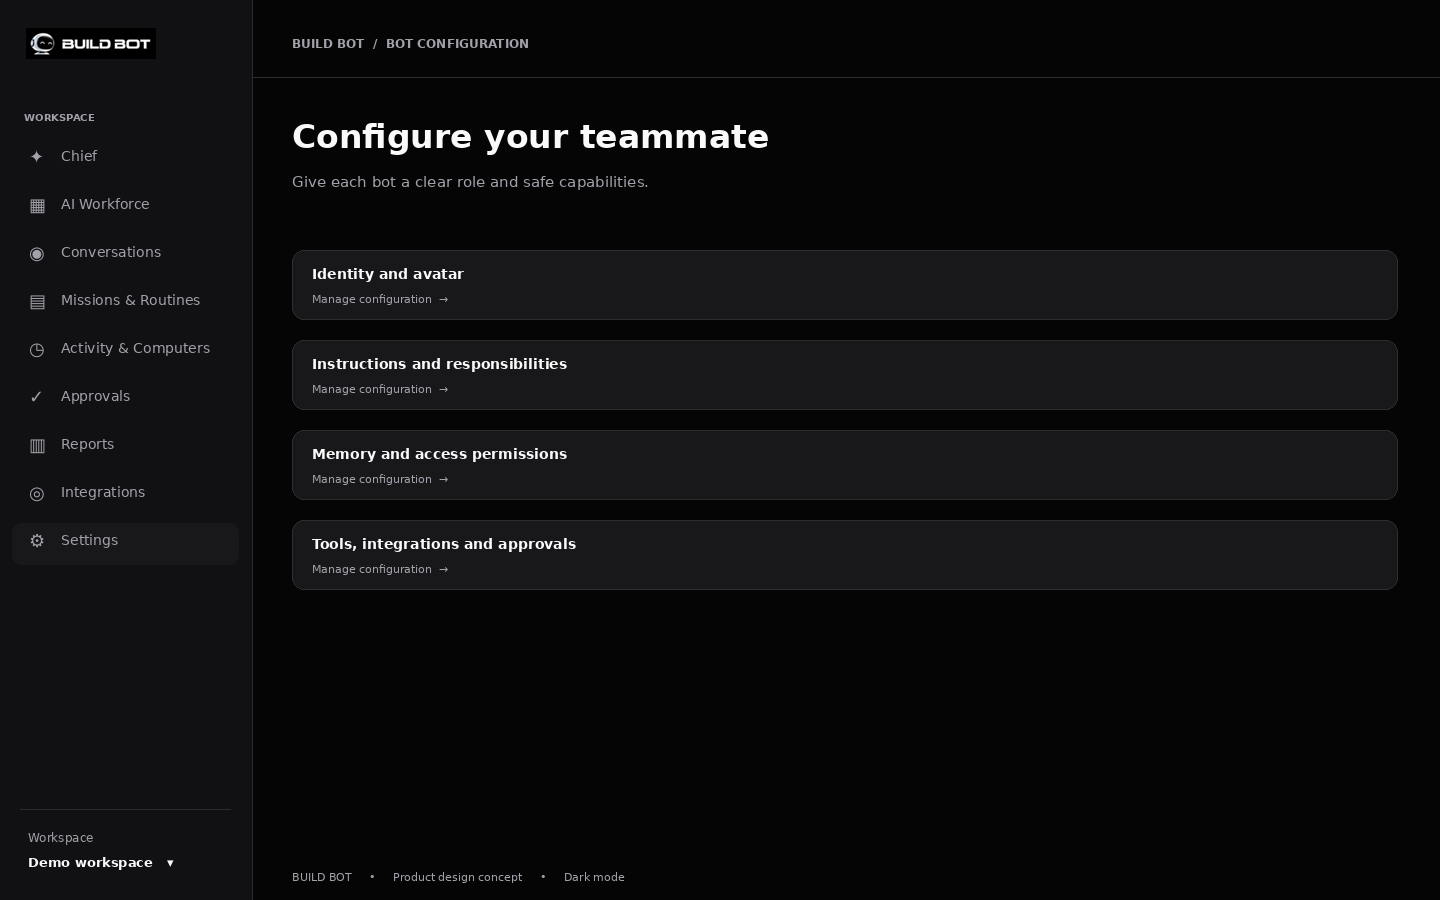 BUILD BOT
BUILD BOT / BOT CONFIGURATION
WORKSPACE
Chief
AI Workforce
Conversations
Missions & Routines
Activity & Computers
Approvals
Reports
Integrations
Settings
Workspace
Demo workspace ▾
Configure your teammate
Give each bot a clear role and safe capabilities.
Identity and avatar
Manage configuration →
Instructions and responsibilities
Manage configuration →
Memory and access permissions
Manage configuration →
Tools, integrations and approvals
Manage configuration →
BUILD BOT • Product design concept • Dark mode